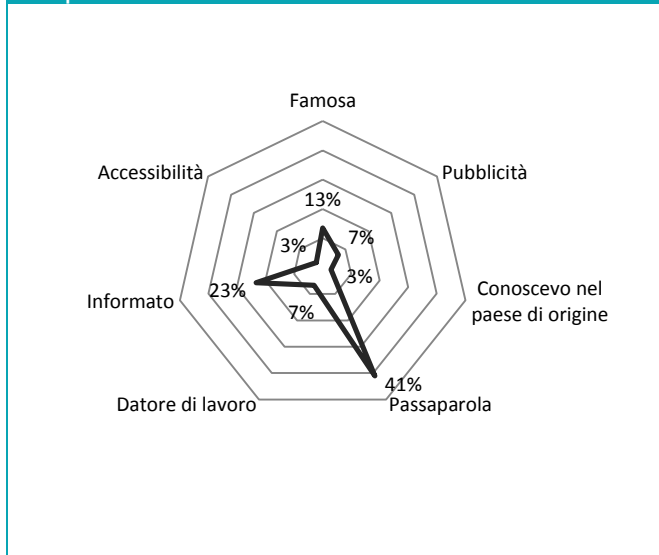 Famosa
Accessibilità
Pubblicità
13%
3%
7%
3%
Conoscevo nel
paese di origine
Informato
23%
7%
41%
Datore di lavoro
Passaparola